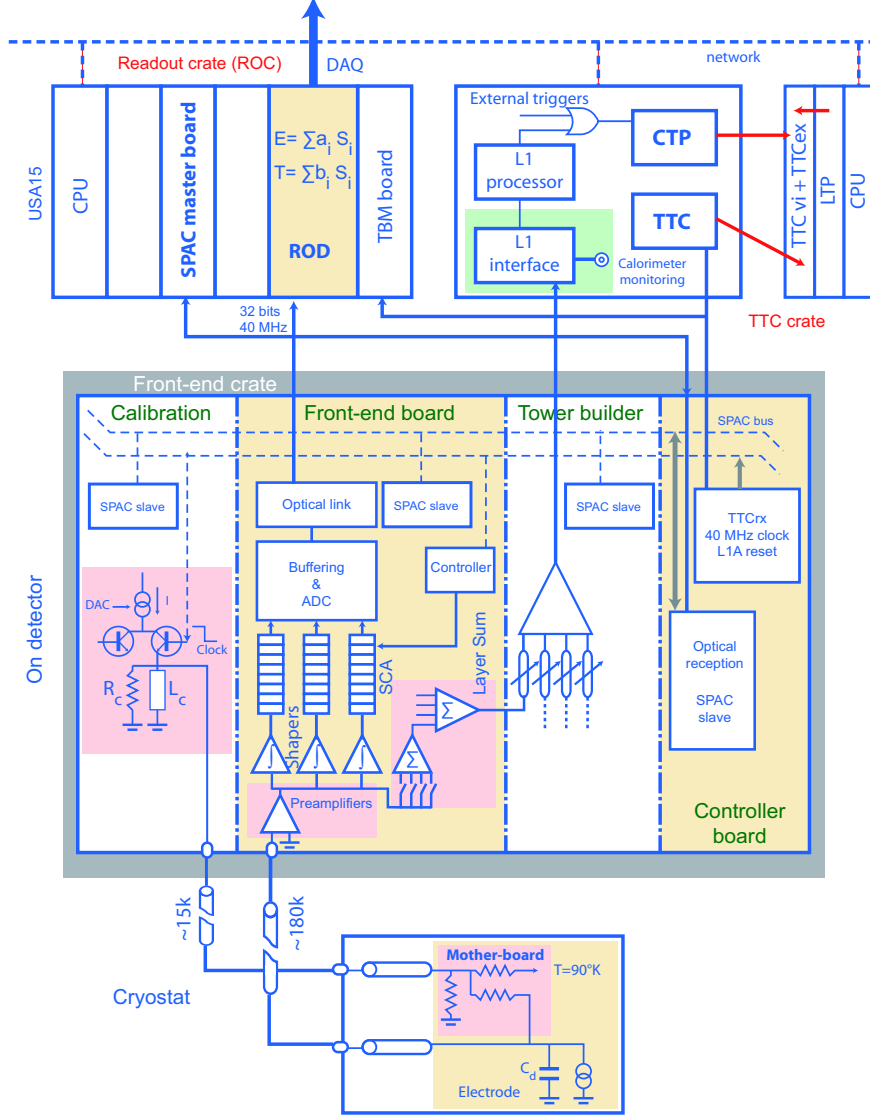 Readout crate (ROC)
DAQ
network
External triggers
USA15
CPU
SPAC master board
E= ∑a_i S_i
T= ∑b_i S_i
ROD
TBM board
L1
processor
CTP
TTC
L1
interface
Calorimeter
monitoring
TTC vi + TTCex
LTP
CPU
32 bits
40 MHz
TTC crate
Front-end crate
Calibration
Front-end board
Tower builder
SPAC bus
SPAC slave
Optical link
SPAC slave
SPAC slave
TTCrx
40 MHz clock
L1A reset
Buffering
&
ADC
Controller
On detector
DAC
I
Clock
R_c
L_c
SCA
Layer Sum
Optical
reception
SPAC
slave
Shapers
∑
∫
∫
∫
∑
Preamplifiers
Controller
board
~15k
~180k
Mother-board
T=90°K
Cryostat
C_d
Electrode